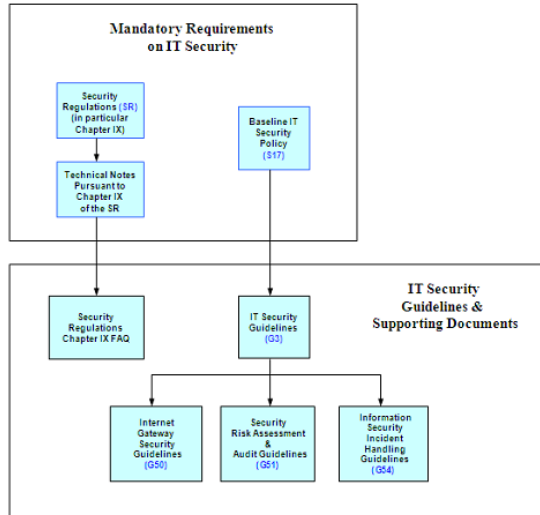 Mandatory Requirements
on IT Security
Security
Regulations (SR)
(in particular
Chapter IX)
Baseline IT
Security
Policy
(S17)
Technical Notes
Pursuant to
Chapter IX
of the SR
IT Security
Guidelines &
Supporting Documents
Security
Regulations
Chapter IX FAQ
IT Security
Guidelines
(G3)
Internet
Gateway
Security
Guidelines
(G50)
Security
Risk Assessment
&
Audit Guidelines
(G51)
Information
Security
Incident
Handling
Guidelines
(G54)